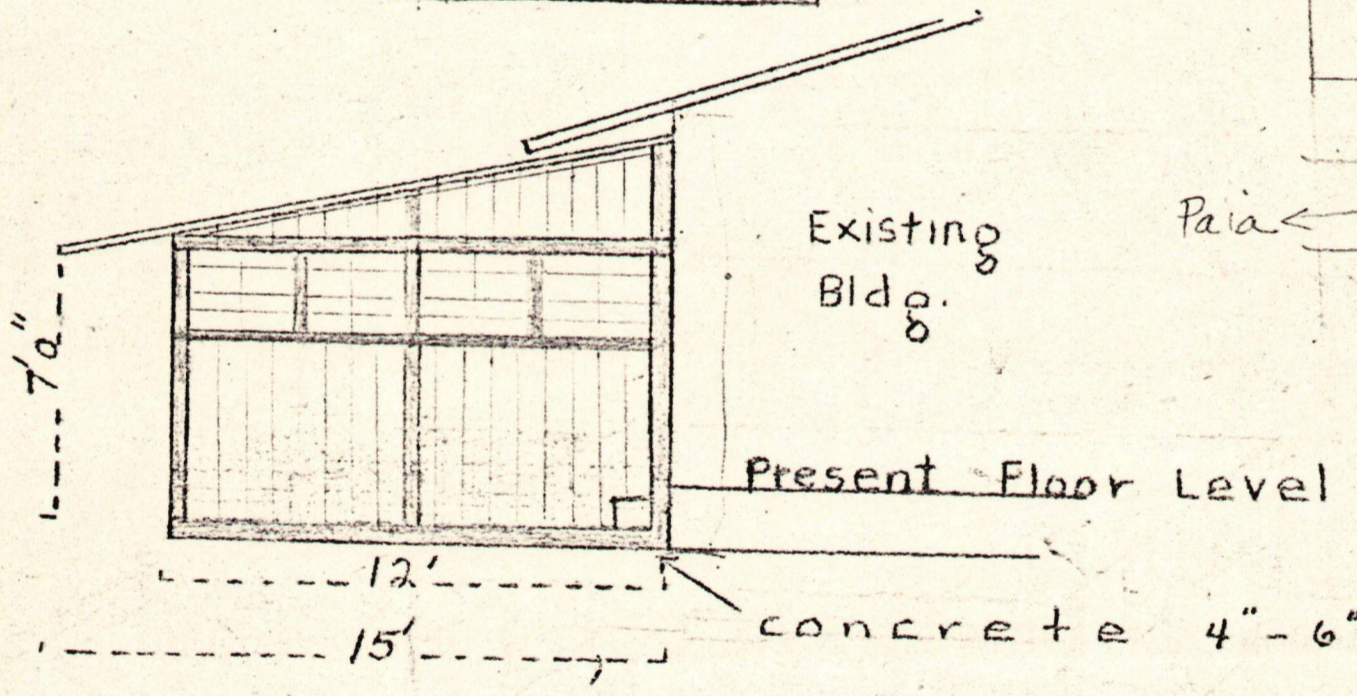 Existing
Bldg.
Paia
7'0"
Present Floor Level
12'
concrete 4"-6"
15'